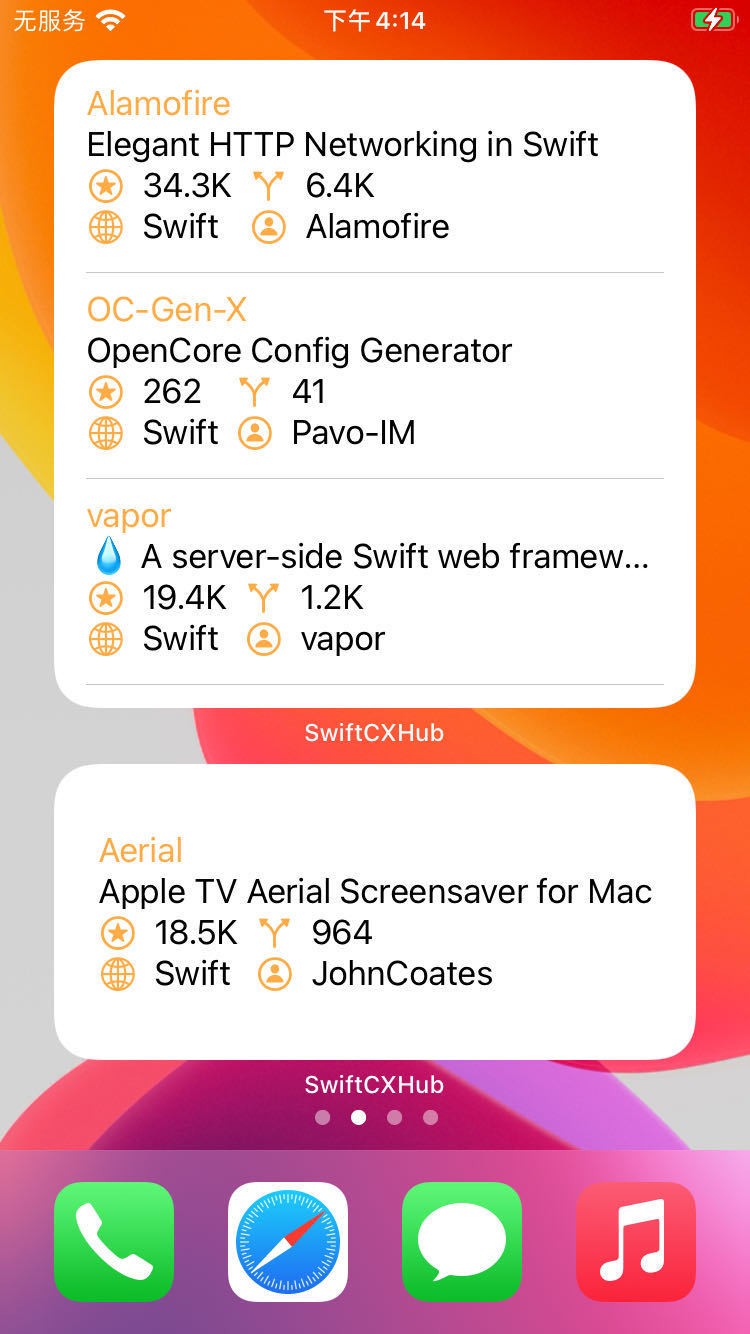 无服务 下午4:14
Alamofire
Elegant HTTP Networking in Swift
34.3K 6.4K
Swift Alamofire
OC-Gen-X
OpenCore Config Generator
262 41
Swift Pavo-IM
vapor
💧 A server-side Swift web framew...
19.4K 1.2K
Swift vapor
SwiftCXHub
Aerial
Apple TV Aerial Screensaver for Mac
18.5K 964
Swift JohnCoates
SwiftCXHub